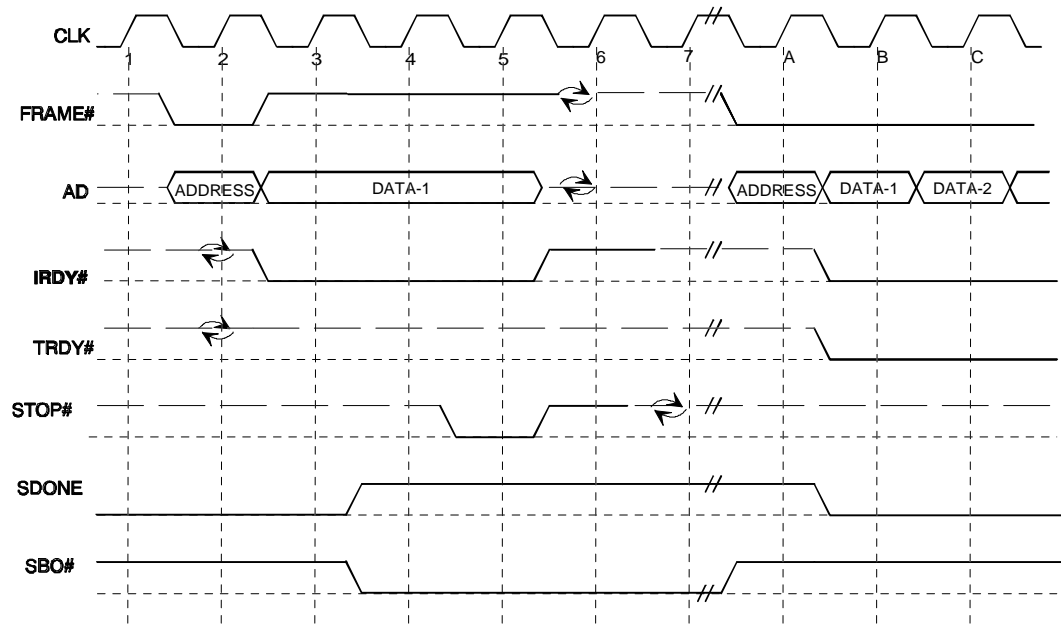 CLK
1 2 3 4 5 6 7 A B C
FRAME#
AD
ADDRESS DATA-1 ADDRESS DATA-1 DATA-2
IRDY#
TRDY#
STOP#
SDONE
SBO#